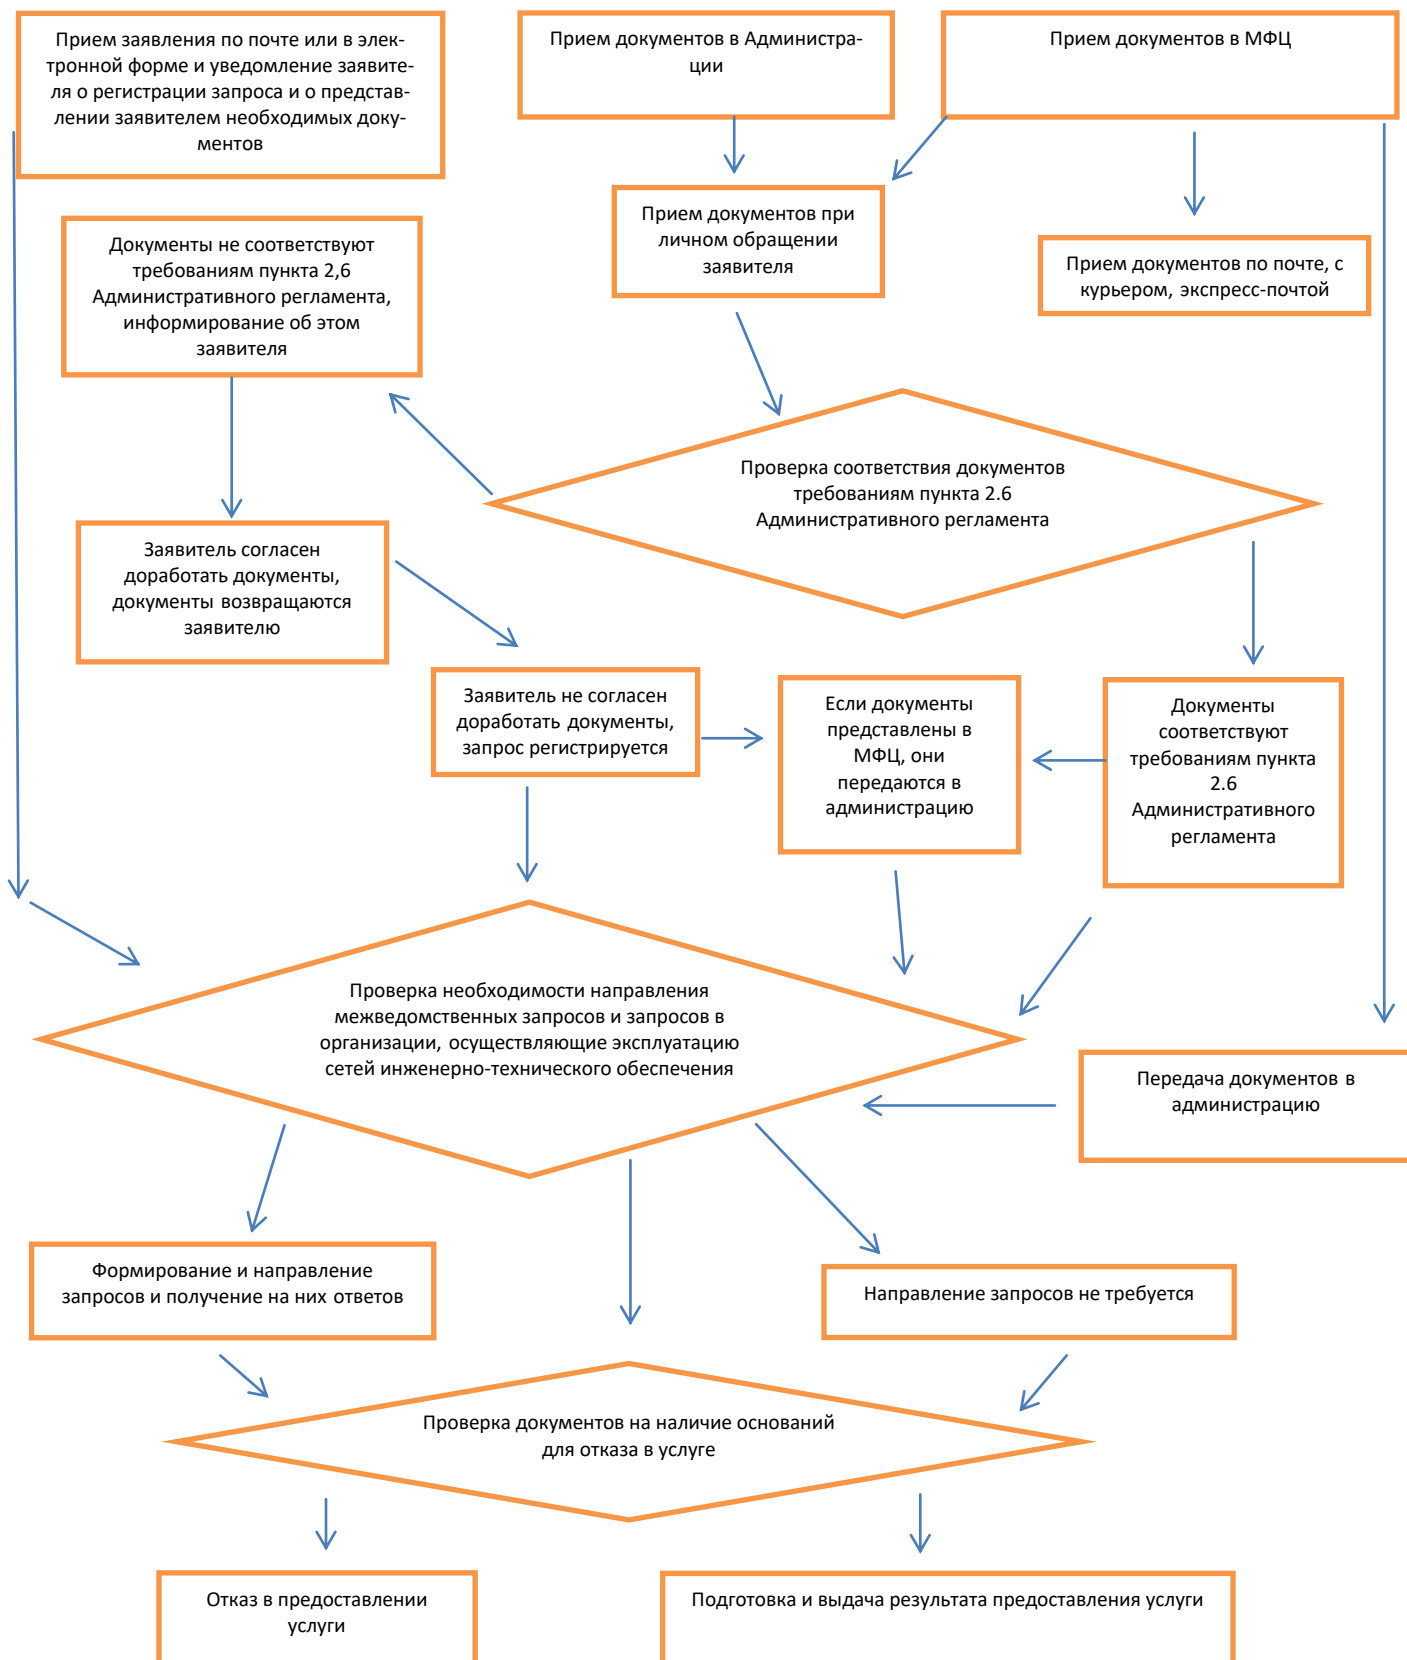 Прием заявления по почте или в элек-
тронной форме и уведомление заявите-
ля о регистрации запроса и о представ-
лении заявителем необходимых доку-
ментов
Прием документов в Администра-
ции
Прием документов в МФЦ
Прием документов при
личном обращении
заявителя
Документы не соответствуют
требованиям пункта 2,6
Административного регламента,
информирование об этом
заявителя
Прием документов по почте, с
курьером, экспресс-почтой
Проверка соответствия документов
требованиям пункта 2.6
Административного регламента
Заявитель согласен
доработать документы,
документы возвращаются
заявителю
Заявитель не согласен
доработать документы,
запрос регистрируется
Если документы
представлены в
МФЦ, они
передаются в
администрацию
Документы
соответствуют
требованиям пункта
2.6
Административного
регламента
Проверка необходимости направления
межведомственных запросов и запросов в
организации, осуществляющие эксплуатацию
сетей инженерно-технического обеспечения
Передача документов в
администрацию
Формирование и направление
запросов и получение на них ответов
Направление запросов не требуется
Проверка документов на наличие оснований
для отказа в услуге
Отказ в предоставлении
услуги
Подготовка и выдача результата предоставления услуги